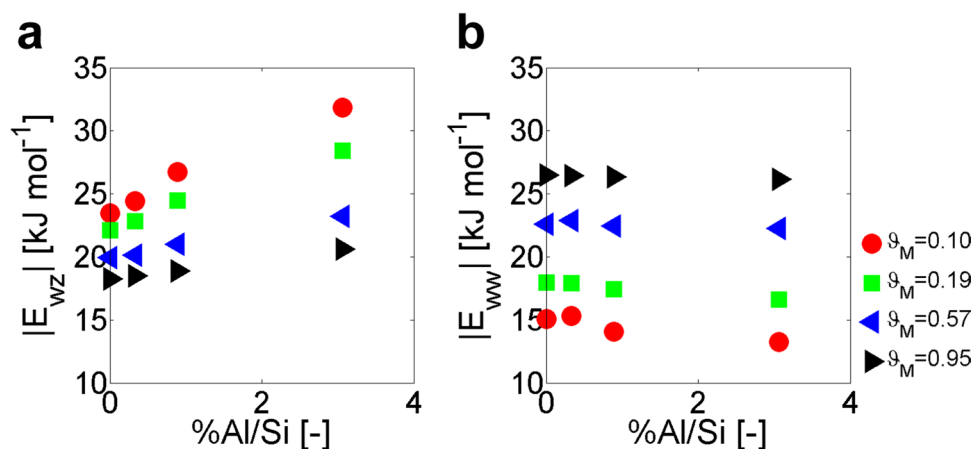 a
35
30
25
20
15
10
0
2
4
|E_wz| [kJ mol⁻¹]
%Al/Si [-]
b
35
30
25
20
15
10
0
2
4
|E_ww| [kJ mol⁻¹]
%Al/Si [-]
ϑ_M=0.10
ϑ_M=0.19
ϑ_M=0.57
ϑ_M=0.95